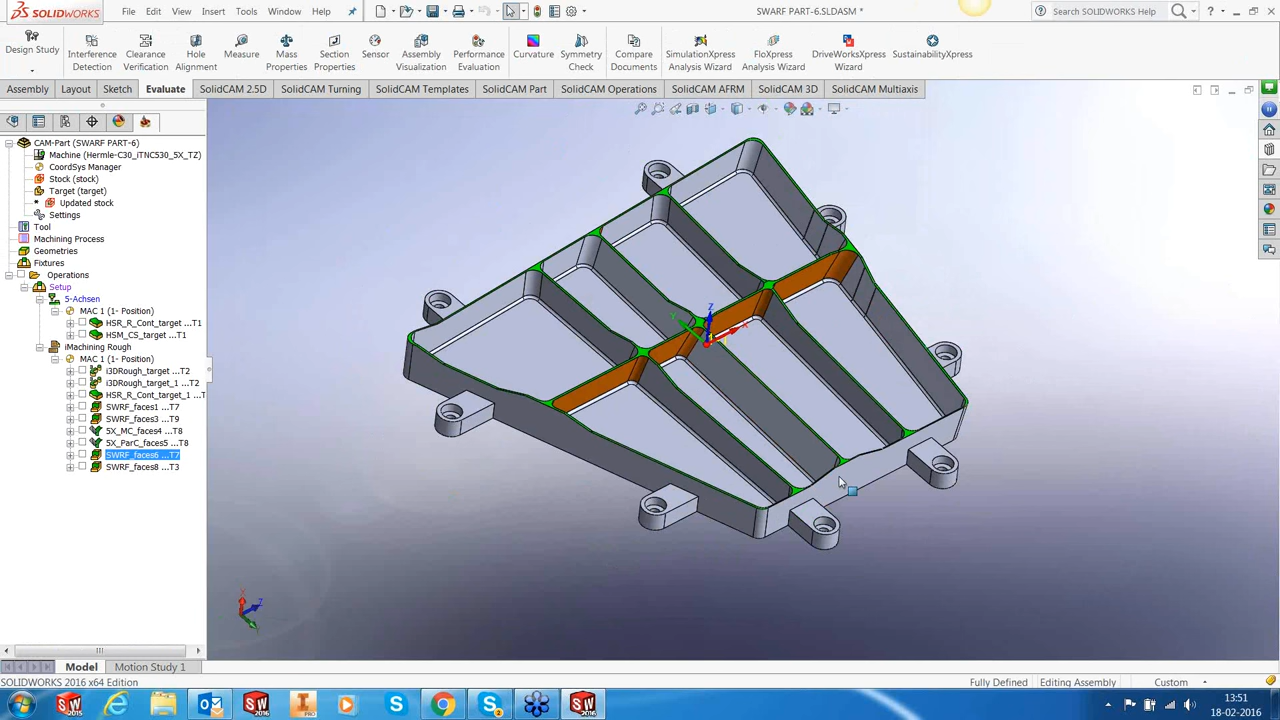 SOLIDWORKS File Edit View Insert Tools Window Help SWARF PART-6.SLDASM * Search SOLIDWORKS Help
Design Study
Interference Detection
Clearance Verification
Hole Alignment
Measure
Mass Properties
Section Properties
Sensor
Assembly Visualization
Performance Evaluation
Curvature
Symmetry Check
Compare Documents
SimulationXpress Analysis Wizard
FloXpress Analysis Wizard
DriveWorksXpress Wizard
SustainabilityXpress
Assembly Layout Sketch Evaluate SolidCAM 2.5D SolidCAM Turning SolidCAM Templates SolidCAM Part SolidCAM Operations SolidCAM AFRM SolidCAM 3D SolidCAM Multiaxis
CAM-Part (SWARF PART-6)
Machine (Hermle-C30_iTNC530_5X_TZ)
CoordSys Manager
Stock (stock)
Target (target)
* Updated stock
Settings
Tool
Machining Process
Geometries
Fixtures
Operations
Setup
5-Achsen
MAC 1 (1- Position)
HSR_R_Cont_target ...T1
HSM_CS_target ...T1
iMachining Rough
MAC 1 (1- Position)
i3DRough_target ...T2
i3DRough_target_1 ...T2
HSR_R_Cont_target_1 ...T
SWRF_faces1 ...T7
SWRF_faces3 ...T9
5X_MC_faces4 ...T8
5X_ParC_faces5 ...T8
SWRF_faces6 ...T7
SWRF_faces8 ...T3
Z
X
Y
Model Motion Study 1
SOLIDWORKS 2016 x64 Edition Fully Defined Editing Assembly Custom
13:51
18-02-2016